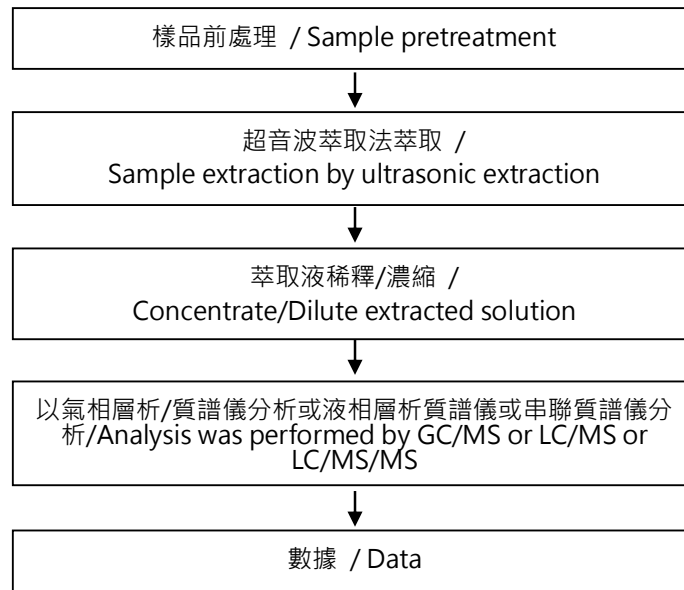 樣品前處理 / Sample pretreatment
超音波萃取法萃取 /
Sample extraction by ultrasonic extraction
萃取液稀釋/濃縮 /
Concentrate/Dilute extracted solution
以氣相層析/質譜儀分析或液相層析質譜儀或串聯質譜儀分
析/Analysis was performed by GC/MS or LC/MS or
LC/MS/MS
數據 / Data